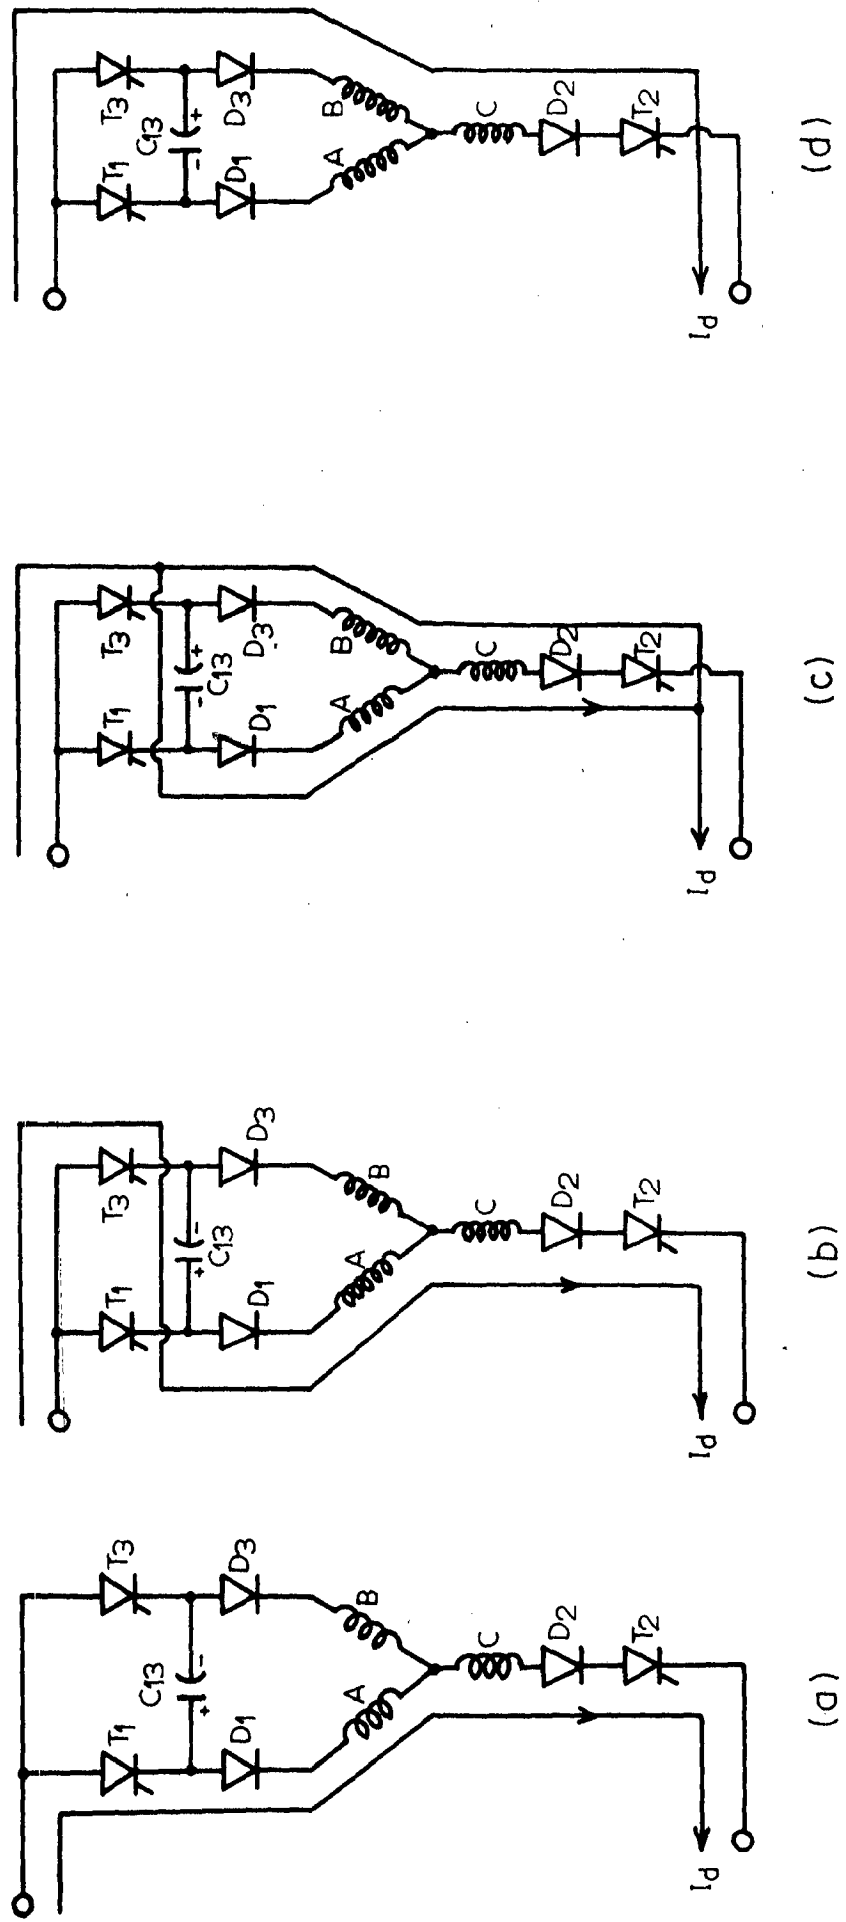 T1
T3
C13
+
-
D1
D3
A
B
C
D2
T2
Id
(a)
T1
T3
+
-
C13
D1
D3
A
B
C
D2
T2
Id
(b)
T1
T3
-
+
C13
D1
D3
A
B
C
D2
T2
Id
(c)
T1
T3
C13
-
+
D1
D3
A
B
C
D2
T2
Id
(d)